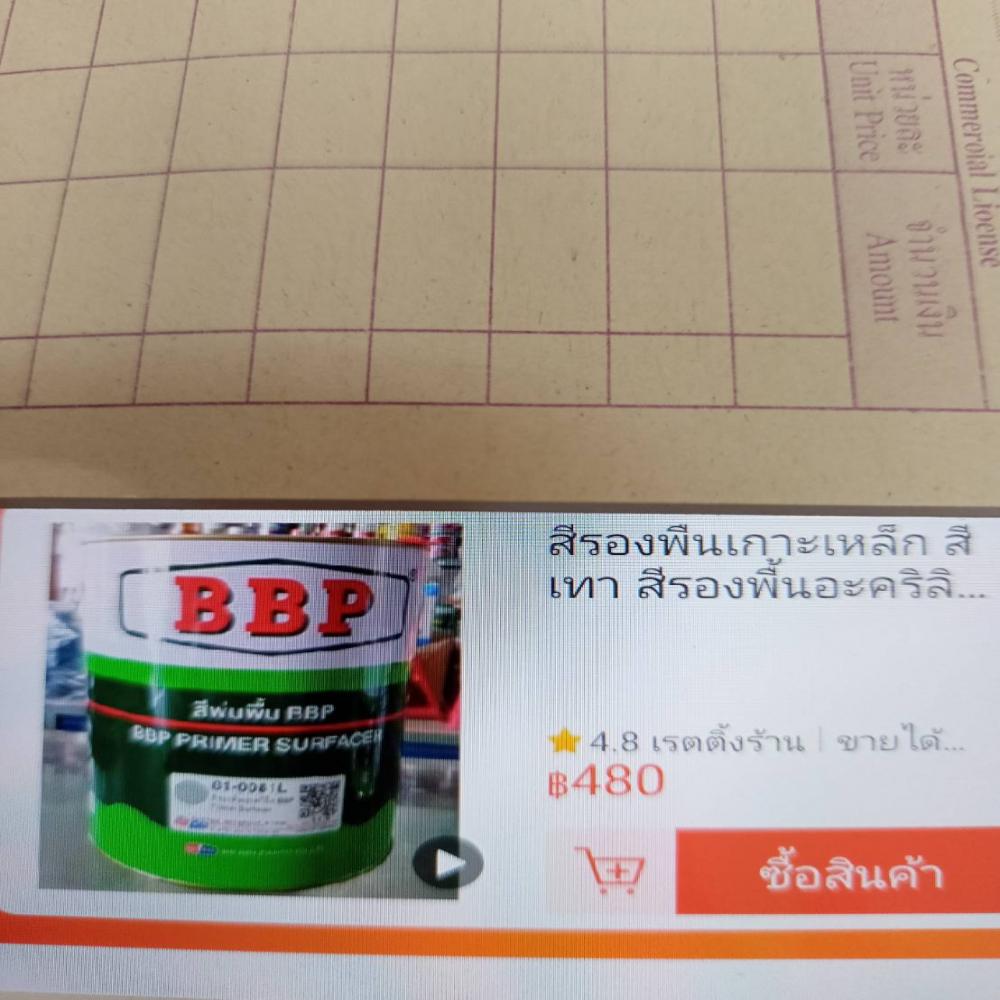 Commercial License
หน่วยละ
Unit Price
จำนวนเงิน
Amount
BBP
สีพ่นพื้น BBP
BBP PRIMER SURFACER
01-0081L
สีรองพื้นเกาะเหล็ก สี
เทา สีรองพื้นอะคริลิ...
4.8 เรตติ้งร้าน | ขายได้...
฿480
ซื้อสินค้า